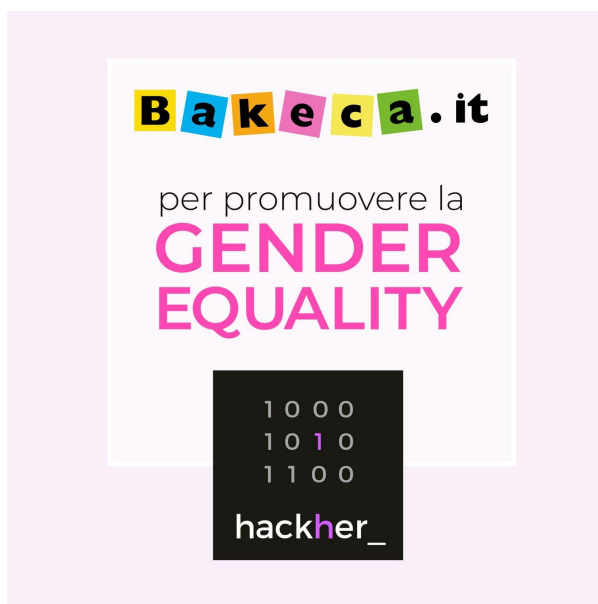 Bakeca.it
per promuovere la
GENDER
EQUALITY
1000
1010
1100
hackher_